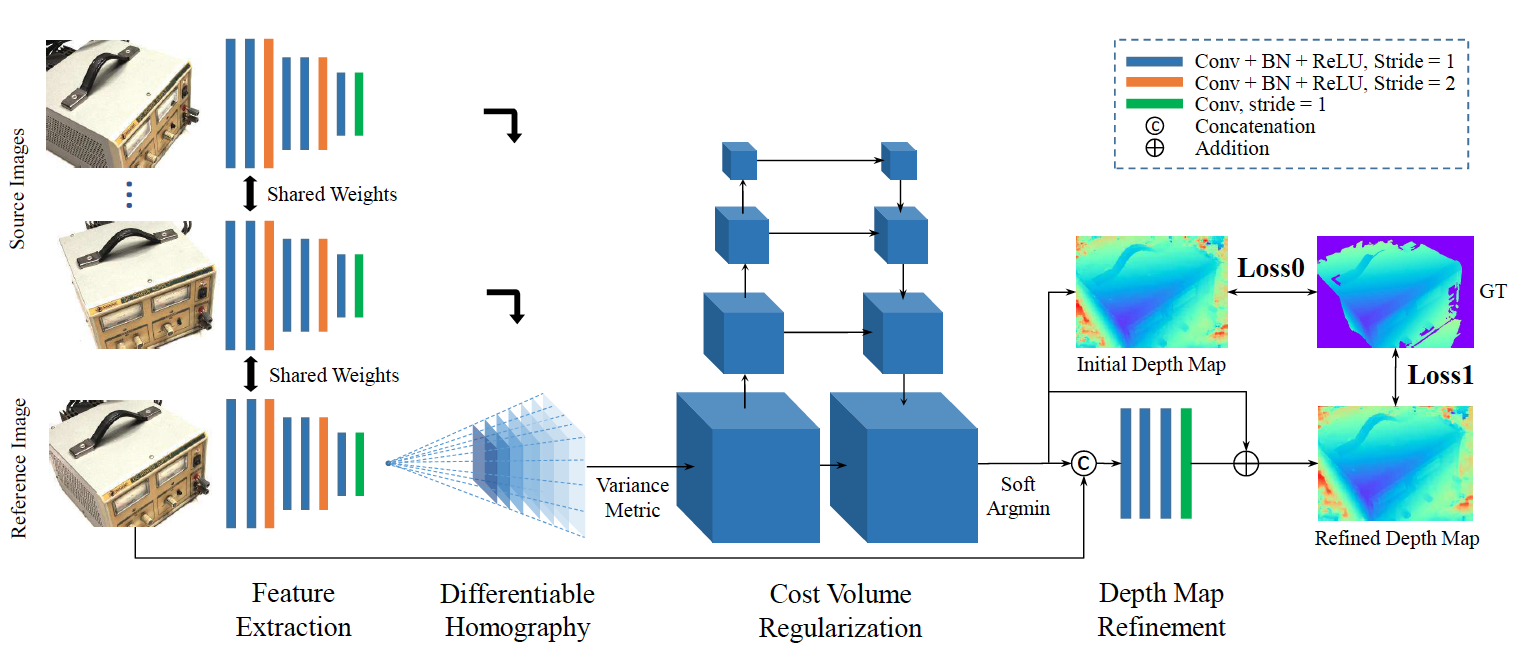 Source Images
Reference Image
Shared Weights
Shared Weights
Variance
Metric
Soft
Argmin
C
Conv + BN + ReLU, Stride = 1
Conv + BN + ReLU, Stride = 2
Conv, stride = 1
C Concatenation
Addition
Initial Depth Map
Loss0
GT
Loss1
Refined Depth Map
Feature
Extraction
Differentiable
Homography
Cost Volume
Regularization
Depth Map
Refinement